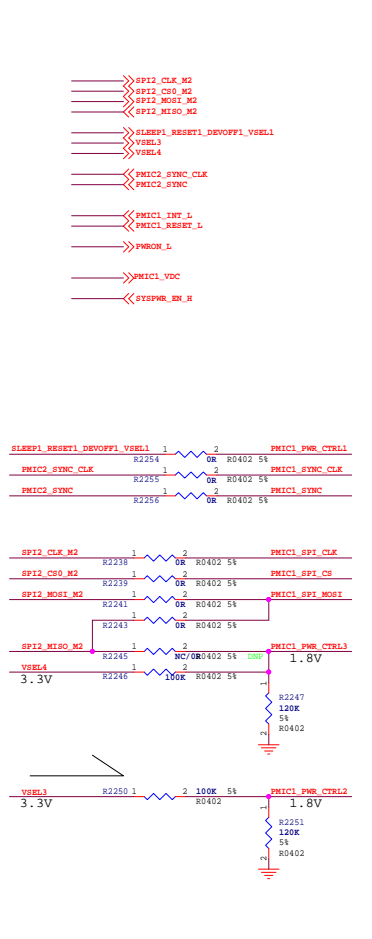 SPI2_CLK_M2
SPI2_CS0_M2
SPI2_MOSI_M2
SPI2_MISO_M2
SLEEP1_RESET1_DEVOFF1_VSEL1
VSEL3
VSEL4
PMIC2_SYNC_CLK
PMIC2_SYNC
PMIC1_INT_L
PMIC1_RESET_L
PWRON_L
PMIC1_VDC
SYSPWR_EN_H
SLEEP1_RESET1_DEVOFF1_VSEL1 1 2 PMIC1_PWR_CTRL1
R2254 0R R0402 5%
PMIC2_SYNC_CLK 1 2 PMIC1_SYNC_CLK
R2255 0R R0402 5%
PMIC2_SYNC 1 2 PMIC1_SYNC
R2256 0R R0402 5%
SPI2_CLK_M2 1 2 PMIC1_SPI_CLK
R2238 0R R0402 5%
SPI2_CS0_M2 1 2 PMIC1_SPI_CS
R2239 0R R0402 5%
SPI2_MOSI_M2 1 2 PMIC1_SPI_MOSI
R2241 0R R0402 5%
1 2
R2243 0R R0402 5%
SPI2_MISO_M2 1 2 PMIC1_PWR_CTRL3
R2245 NC/0R R0402 5% DNP 1.8V
VSEL4 1 2
3.3V R2246 100K R0402 5%
1
R2247
120K
5%
R0402
2
VSEL3 R2250 1 2 100K 5% PMIC1_PWR_CTRL2
3.3V R0402 1.8V
1
R2251
120K
5%
R0402
2